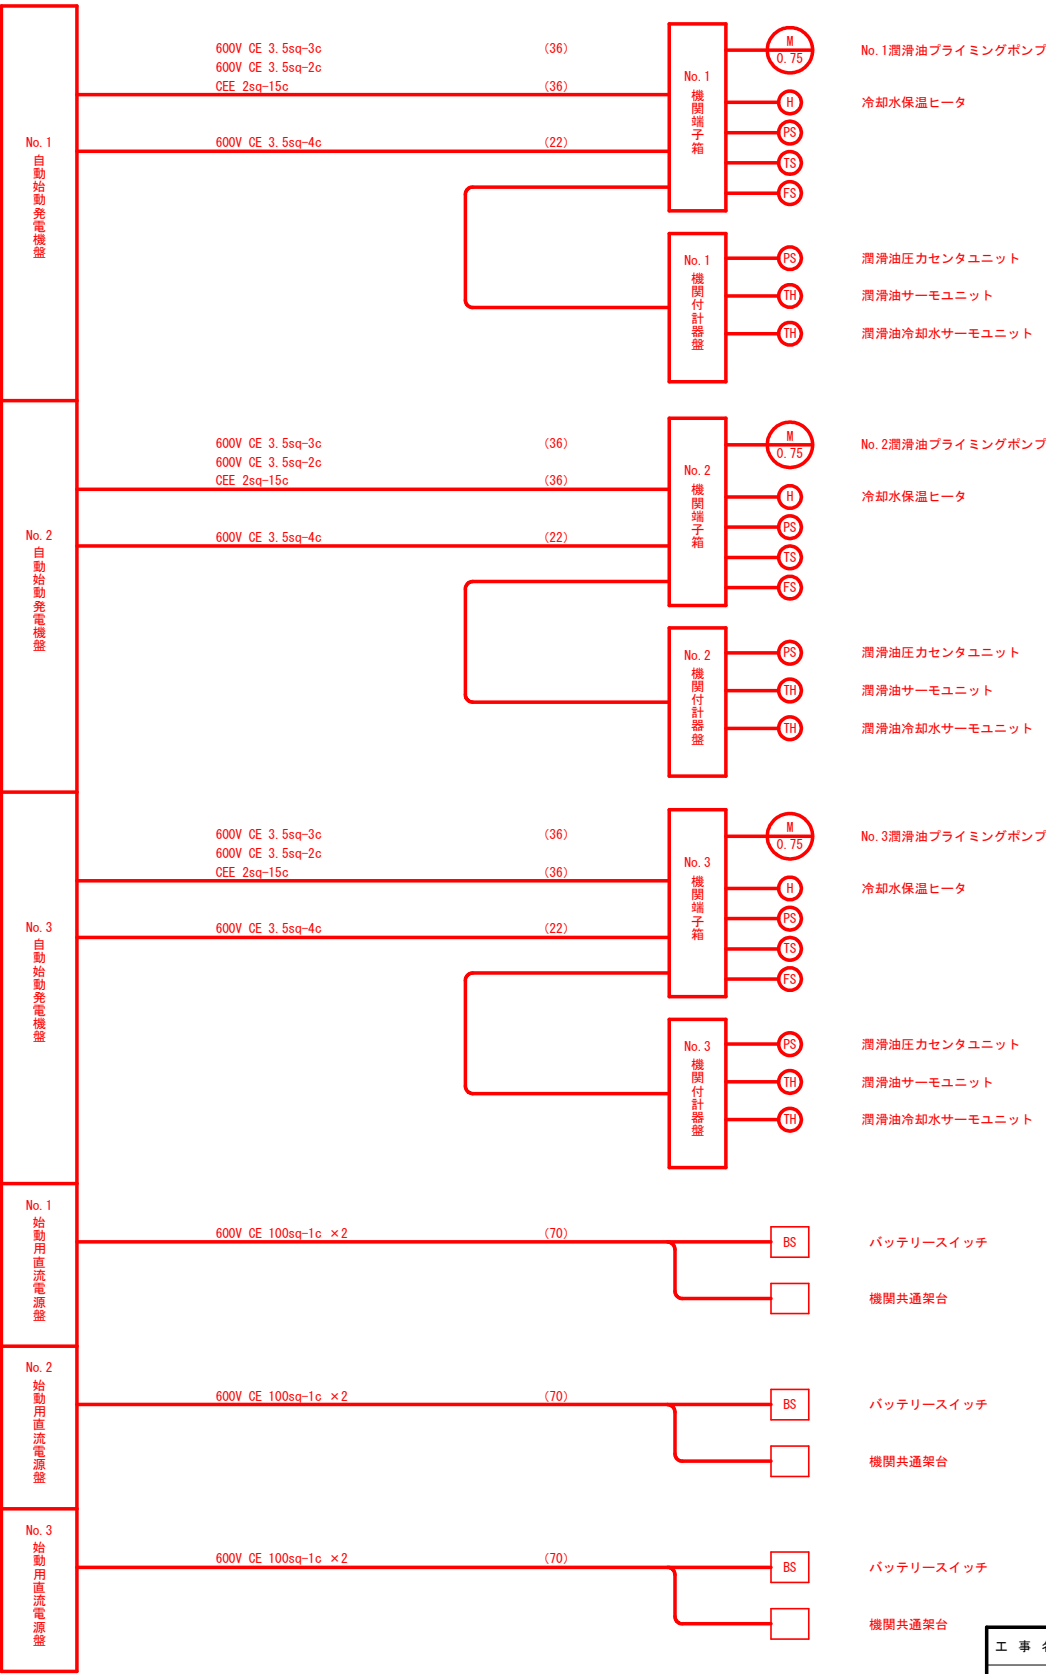 No.1
自動始動発電機盤
600V CE 3.5sq-3c (36)
600V CE 3.5sq-2c
CEE 2sq-15c (36)
600V CE 3.5sq-4c (22)
No.1
機関端子箱
M
0.75
No.1潤滑油プライミングポンプ
H 冷却水保温ヒータ
PS
TS
FS
No.1
機関付計器盤
PS 潤滑油圧力センタユニット
TH 潤滑油サーモユニット
TH 潤滑油冷却水サーモユニット
No.2
自動始動発電機盤
600V CE 3.5sq-3c (36)
600V CE 3.5sq-2c
CEE 2sq-15c (36)
600V CE 3.5sq-4c (22)
No.2
機関端子箱
M
0.75
No.2潤滑油プライミングポンプ
H 冷却水保温ヒータ
PS
TS
FS
No.2
機関付計器盤
PS 潤滑油圧力センタユニット
TH 潤滑油サーモユニット
TH 潤滑油冷却水サーモユニット
No.3
自動始動発電機盤
600V CE 3.5sq-3c (36)
600V CE 3.5sq-2c
CEE 2sq-15c (36)
600V CE 3.5sq-4c (22)
No.3
機関端子箱
M
0.75
No.3潤滑油プライミングポンプ
H 冷却水保温ヒータ
PS
TS
FS
No.3
機関付計器盤
PS 潤滑油圧力センタユニット
TH 潤滑油サーモユニット
TH 潤滑油冷却水サーモユニット
No.1
始動用直流電源盤
600V CE 100sq-1c ×2 (70)
BS バッテリースイッチ
機関共通架台
No.2
始動用直流電源盤
600V CE 100sq-1c ×2 (70)
BS バッテリースイッチ
機関共通架台
No.3
始動用直流電源盤
600V CE 100sq-1c ×2 (70)
BS バッテリースイッチ
機関共通架台
工 事